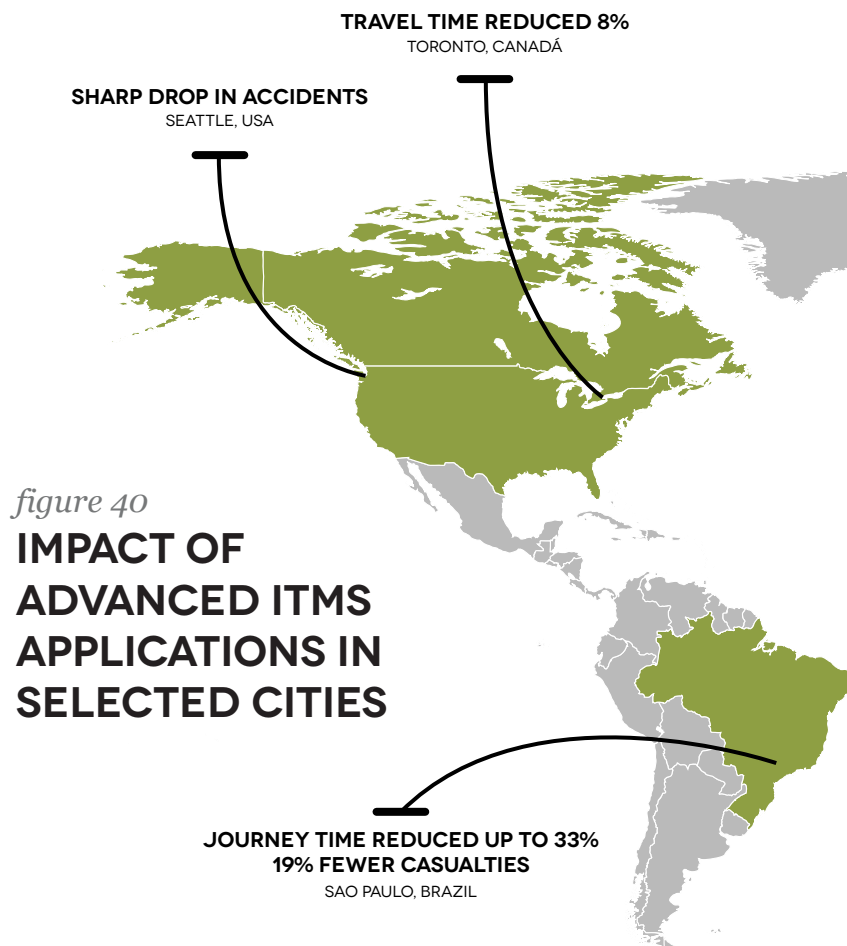 TRAVEL TIME REDUCED 8%
TORONTO, CANADÁ
SHARP DROP IN ACCIDENTS
SEATTLE, USA
figure 40
IMPACT OF
ADVANCED ITMS
APPLICATIONS IN
SELECTED CITIES
JOURNEY TIME REDUCED UP TO 33%
19% FEWER CASUALTIES
SAO PAULO, BRAZIL